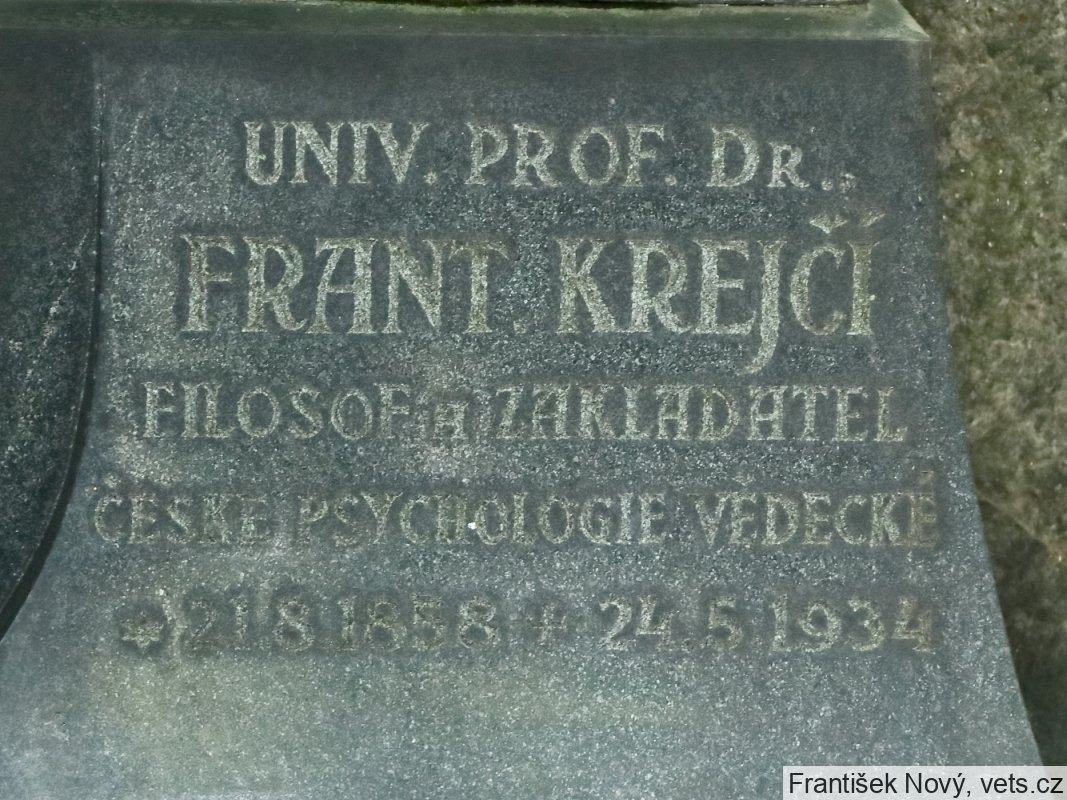 UNIV. PROF. DR.
FRANT. KREJČÍ
FILOSOF A ZAKLADATEL
ČESKÉ PSYCHOLOGIE VĚDECKÉ
* 21.8.1858 + 24.5.1934
František Nový, vets.cz